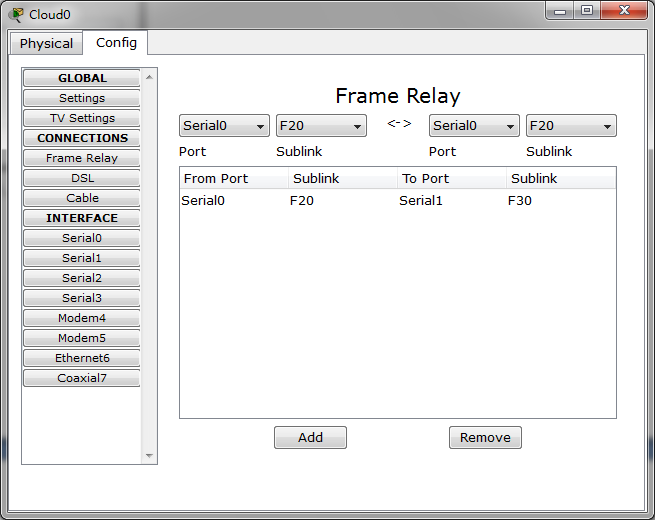 Cloud0
Physical Config
GLOBAL
Settings
TV Settings
CONNECTIONS
Frame Relay
DSL
Cable
INTERFACE
Serial0
Serial1
Serial2
Serial3
Modem4
Modem5
Ethernet6
Coaxial7
Frame Relay
Serial0 F20 <-> Serial0 F20
Port Sublink Port Sublink
From Port Sublink To Port Sublink
Serial0 F20 Serial1 F30
Add Remove